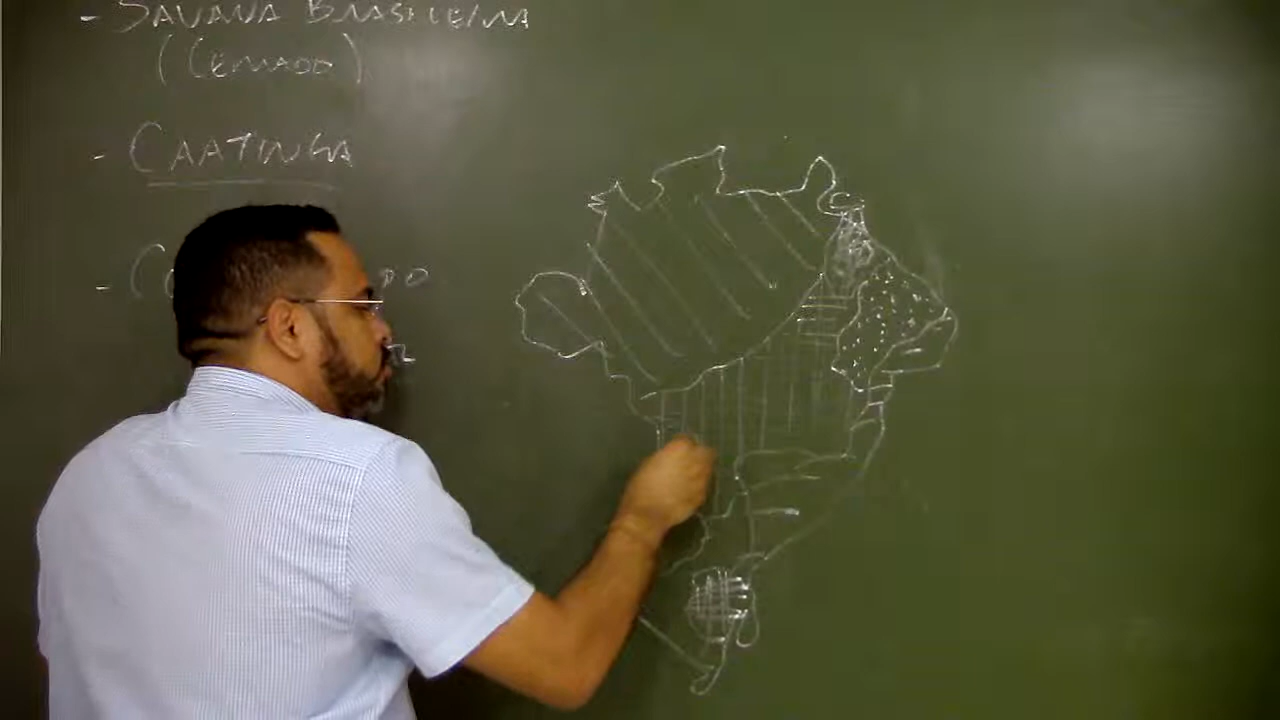 - SAVANA BRASILEIRA
(CERRADO)
- CAATINGA
-